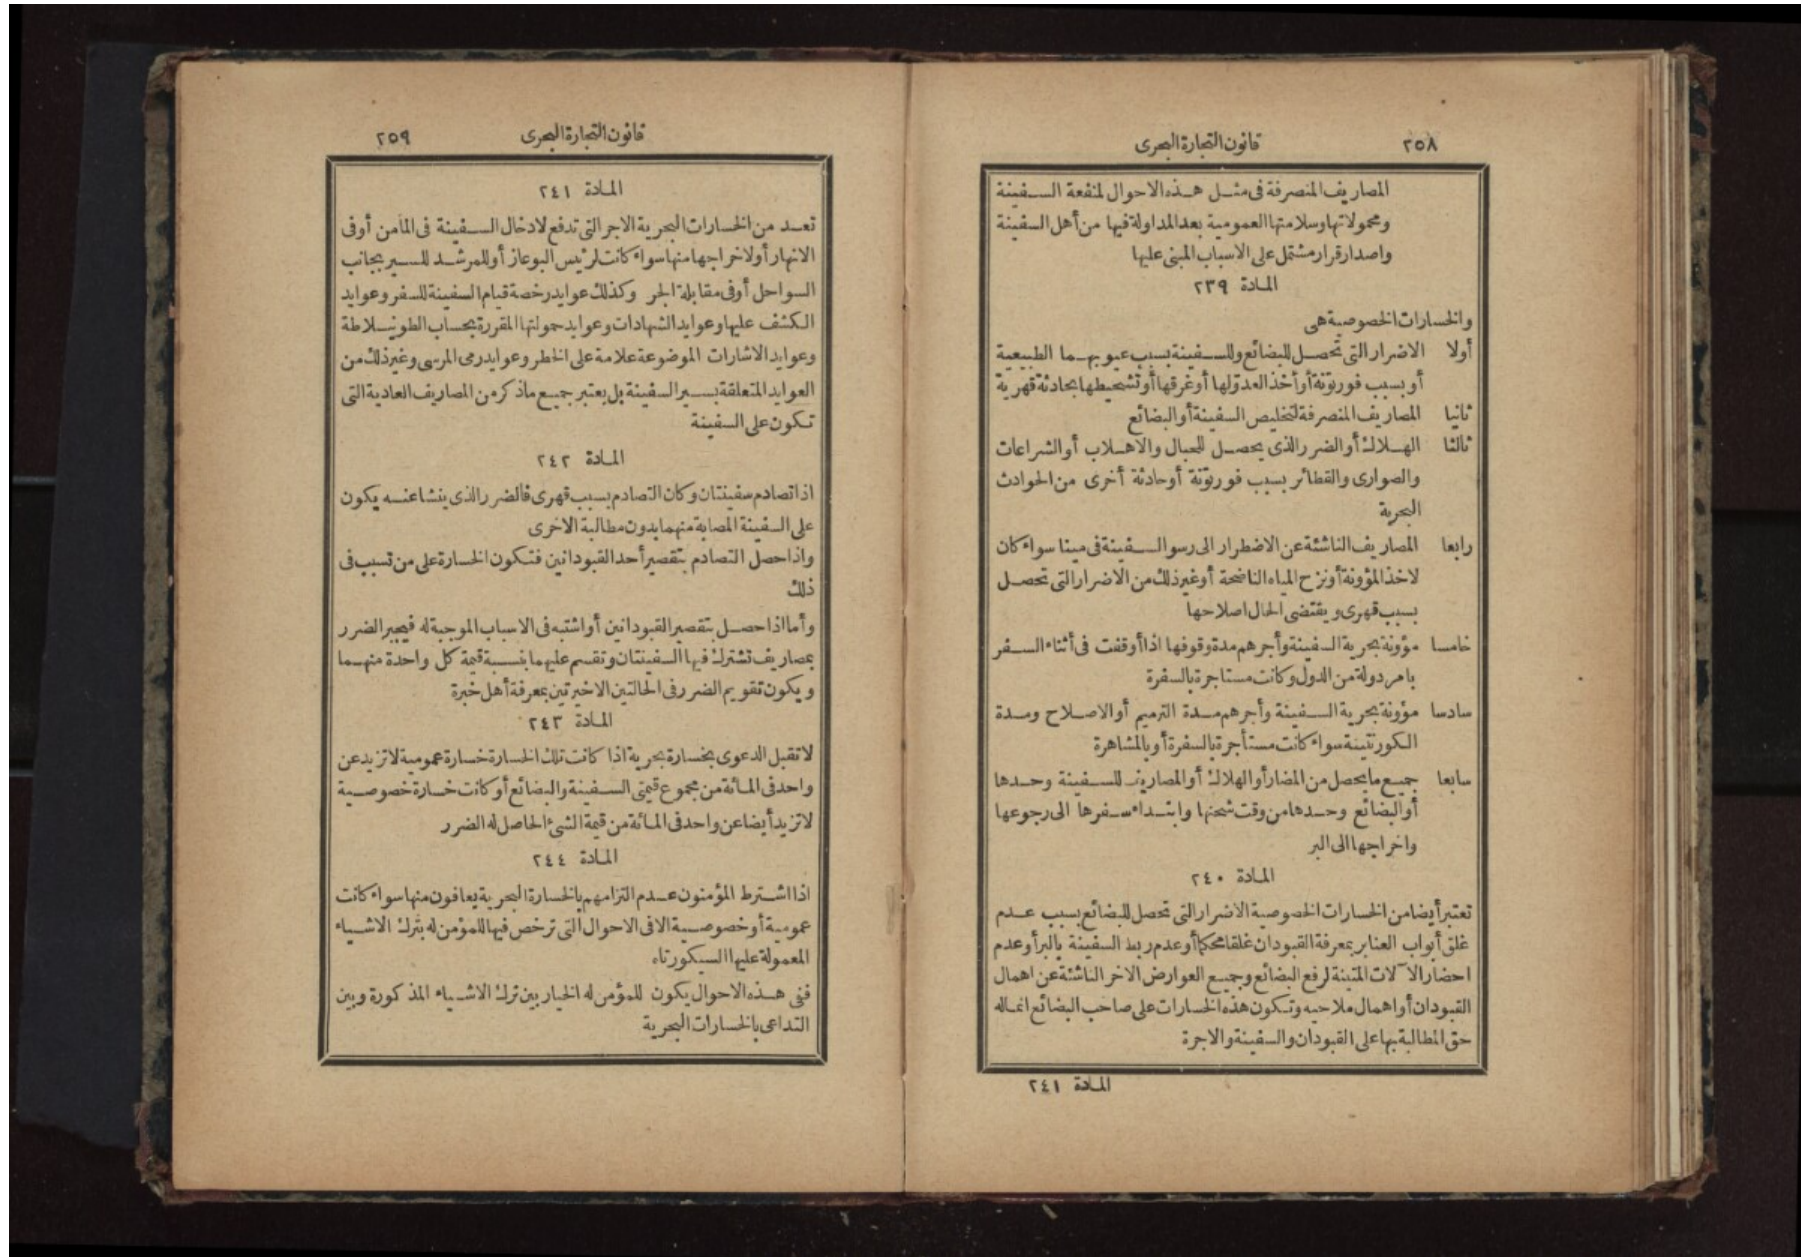 ٢٥٨
قانون التجارة البحرى
المصاريف المنصرفة فى مثل هذه الاحوال لمنفعة السفينة
ومحمولاتها وسلامتها العمومية بعد المداولة فيها من أهل السفينة
واصدار قرار مشتمل على الاسباب المبنى عليها
المادة ٢٣٩
والخسارات الخصوصية هى
أولا الاضرار التى تحصل للبضائع وللسفينة بسبب عيوبهما الطبيعية
أو بسبب فورتونة أو أخذ العدولها أو غرقها أو تشحيطها بحادثة قهرية
ثانيا المصاريف المنصرفة لتخليص السفينة أو البضائع
ثالثا الهلاك أو الضرر الذى يحصل للحبال والاهلاب أو الشراعات
والصوارى والقطائر بسبب فورتونة أو حادثة أخرى من الحوادث
البحرية
رابعا المصاريف الناشئة عن الاضطرار الى رسو السفينة فى مينا سواء كان
لاخذ المؤونة أو نزح المياه الناضحة أو غير ذلك من الاضرار التى تحصل
بسبب قهرى ويقتضى الحال اصلاحها
خامسا مؤونة بحرية السفينة وأجرهم مدة وقوفها اذا أوقفت فى أثناء السفر
بامر دولة من الدول وكانت مستاجرة بالسفرة
سادسا مؤونة بحرية السفينة وأجرهم مدة الترميم أو الاصلاح ومدة
الكورنتينة سواء كانت مستأجرة بالسفرة أو بالمشاهرة
سابعا جميع ما يحصل من المضار أو الهلاك أو المصاريف للسفينة وحدها
أو البضائع وحدها من وقت شحنها وابتداء سفرها الى رجوعها
واخراجها الى البر
المادة ٢٤٠
تعتبر أيضا من الخسارات الخصوصية الاضرار التى تحصل للبضائع بسبب عدم
غلق أبواب العنابر بمعرفة القبودان غلقا محكما أو عدم ربط السفينة بالبر أو عدم
احضار الآلات المتينة لرفع البضائع وجميع العوارض الاخر الناشئة عن اهمال
القبودان أو اهمال ملاحيه وتكون هذه الخسارات على صاحب البضائع انما له
حق المطالبة بها على القبودان والسفينة والاجرة
المادة ٢٤١
قانون التجارة البحرى
٢٥٩
المادة ٢٤١
تعد من الخسارات البحرية الاجر التى تدفع لادخال السفينة فى المأمن أو فى
الانهار أو لاخراجها منها سواء كانت لرئيس البوغاز أو للمرشد للسير بجانب
السواحل أو فى مقابلة الجر وكذلك عوايد رخصة قيام السفينة للسفر وعوايد
الكشف عليها وعوايد الشهادات وعوايد حمولتها المقررة بحساب الطونيلاطة
وعوايد الاشارات الموضوعة علامة على الخطر وعوايد رمى المرسى وغير ذلك من
العوايد المتعلقة بسير السفينة بل يعتبر جميع ماذكر من المصاريف العادية التى
تكون على السفينة
المادة ٢٤٢
اذا تصادم سفينتان وكان التصادم بسبب قهرى فالضرر الذى ينشا عنه يكون
على السفينة المصابة منهما بدون مطالبة الاخرى
واذا حصل التصادم بتقصير أحد القبودانين فتكون الخسارة على من تسبب فى
ذلك
وأما اذا حصل بتقصير القبودانين أو اشتبه فى الاسباب الموجبة له فيجبر الضرر
بمصاريف تشترك فيها السفينتان وتقسم عليهما بنسبة قيمة كل واحدة منهما
ويكون تقويم الضرر فى الحالتين الاخيرتين بمعرفة أهل خبرة
المادة ٢٤٣
لا تقبل الدعوى بخسارة بحرية اذا كانت تلك الخسارة خسارة عمومية لا تزيد عن
واحد فى المائة من مجموع قيمتى السفينة والبضائع أو كانت خسارة خصوصية
لا تزيد أيضا عن واحد فى المائة من قيمة الشئ الحاصل له الضرر
المادة ٢٤٤
اذا اشترط المؤمنون عدم التزامهم بالخسارة البحرية يعافون منها سواء كانت
عمومية أو خصوصية الا فى الاحوال التى ترخص فيها للمؤمن له بترك الاشياء
المعمولة عليها السيكورتاه
ففى هذه الاحوال يكون للمؤمن له الخيار بين ترك الاشياء المذكورة وبين
التداعى بالخسارات البحرية